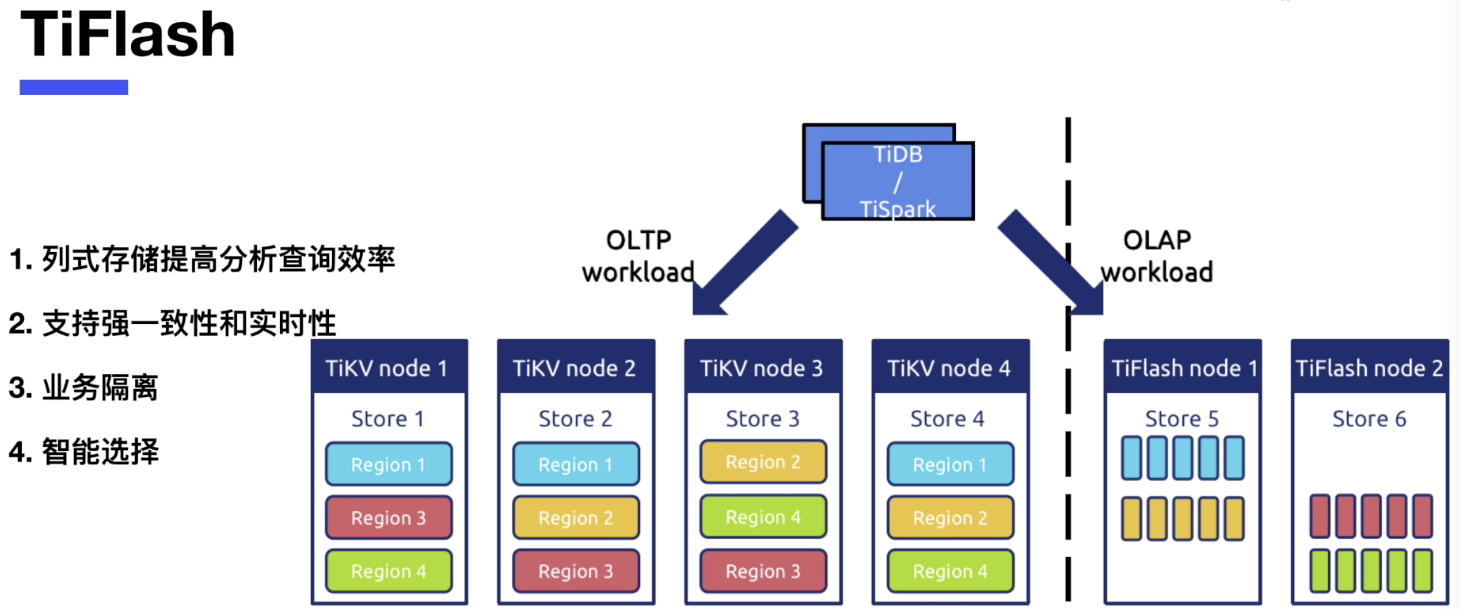 TiFlash
TiDB
/
TiSpark
OLTP
workload
OLAP
workload
1. 列式存储提高分析查询效率
2. 支持强一致性和实时性
3. 业务隔离
4. 智能选择
TiKV node 1
Store 1
Region 1
Region 3
Region 4
TiKV node 2
Store 2
Region 1
Region 2
Region 3
TiKV node 3
Store 3
Region 2
Region 4
Region 3
TiKV node 4
Store 4
Region 1
Region 2
Region 4
TiFlash node 1
Store 5
TiFlash node 2
Store 6